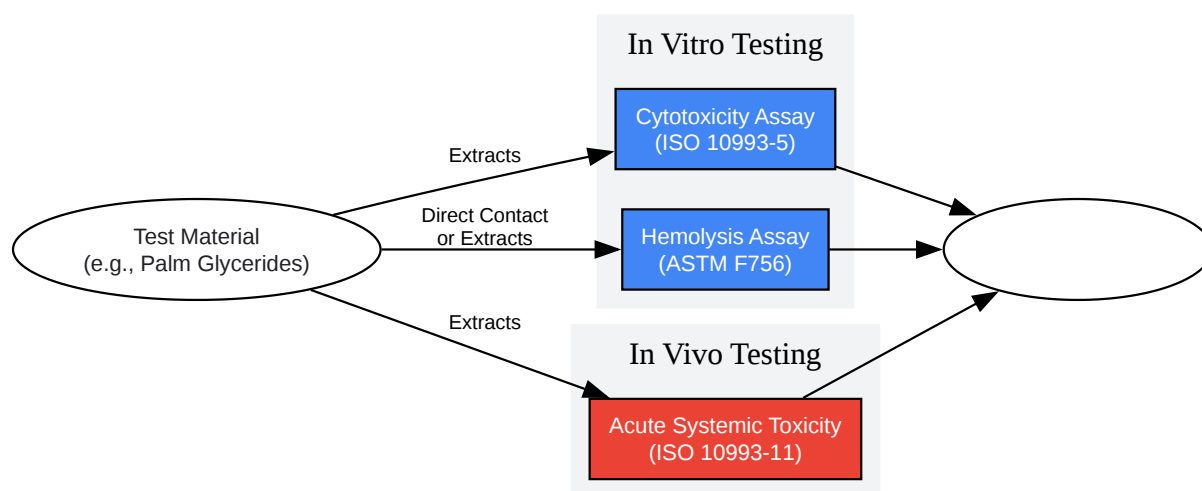 In Vitro Testing
Cytotoxicity Assay
(ISO 10993-5)
Extracts
Direct Contact
or Extracts
Test Material
(e.g., Palm Glycerides)
Hemolysis Assay
(ASTM F756)
Extracts
In Vivo Testing
Acute Systemic Toxicity
(ISO 10993-11)